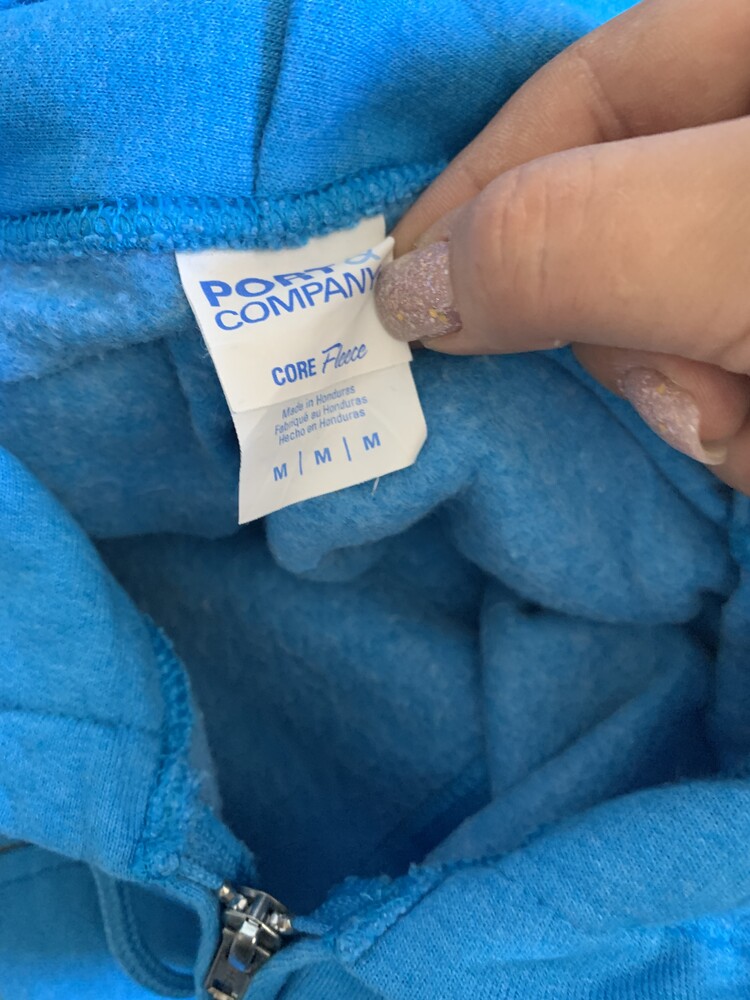 PORT &
COMPANY
CORE Fleece
Made in Honduras
Fabriqué au Honduras
Hecho en Honduras
M | M | M